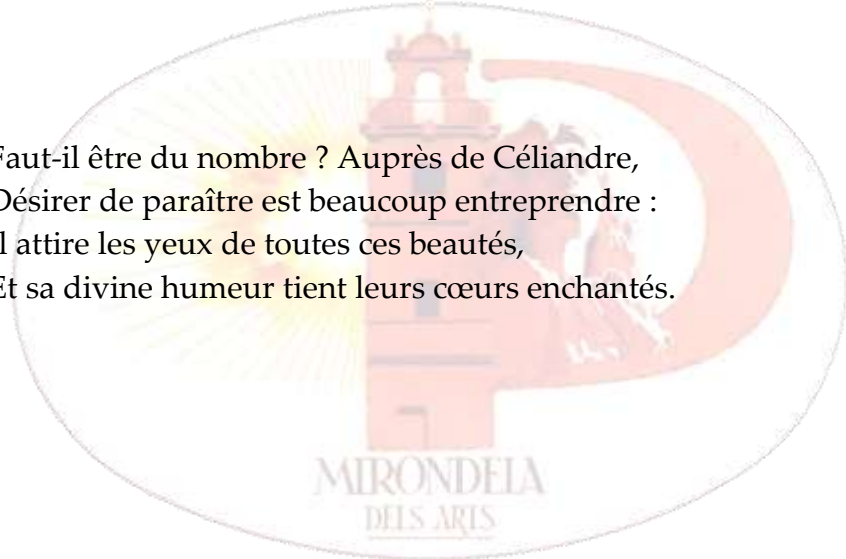 Faut-il être du nombre ? Auprès de Céliandre,
Désirer de paraître est beaucoup entreprendre :
Il attire les yeux de toutes ces beautés,
Et sa divine humeur tient leurs cœurs enchantés.
MIRONDELA
DELS ARTS